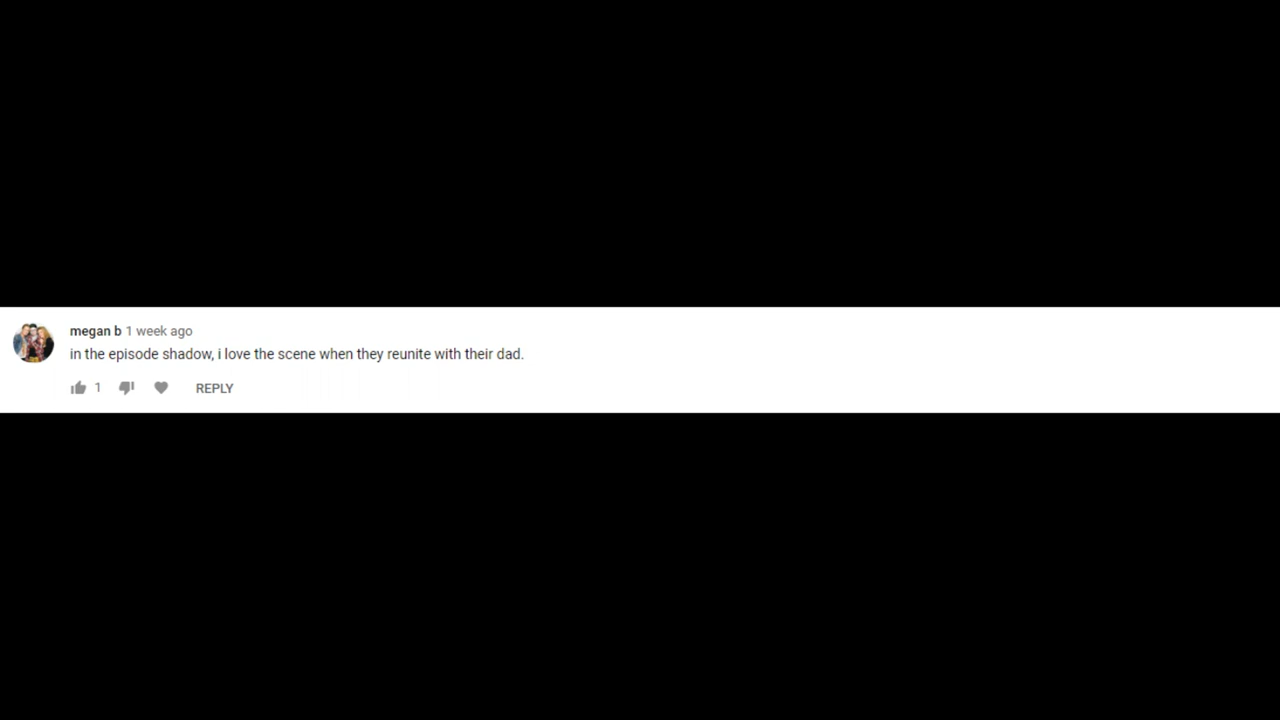 megan b 1 week ago
in the episode shadow, i love the scene when they reunite with their dad.
1 REPLY